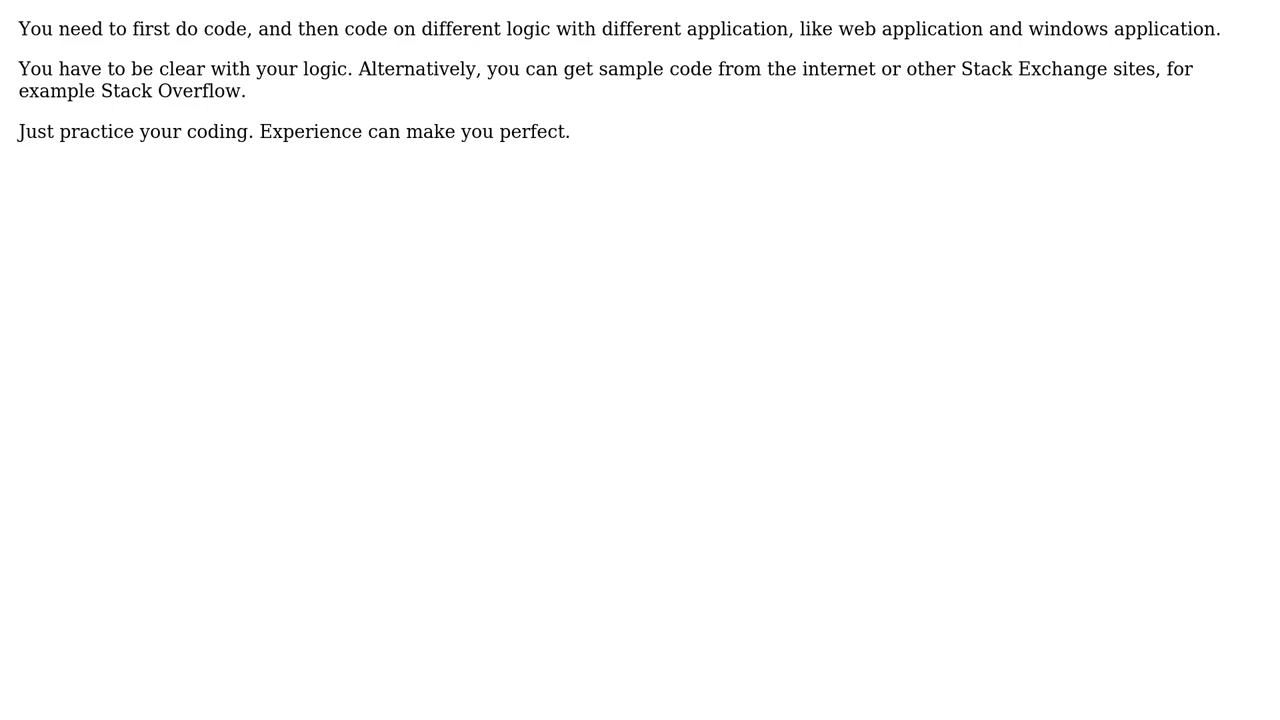 You need to first do code, and then code on different logic with different application, like web application and windows application.
You have to be clear with your logic. Alternatively, you can get sample code from the internet or other Stack Exchange sites, for
example Stack Overflow.
Just practice your coding. Experience can make you perfect.